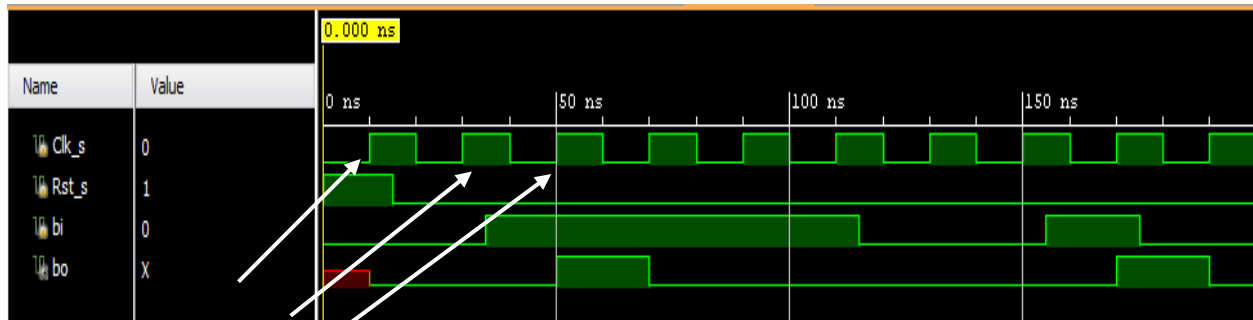 0.000 ns
Name Value
0 ns 50 ns 100 ns 150 ns
Clk_s 0
Rst_s 1
bi 0
bo X